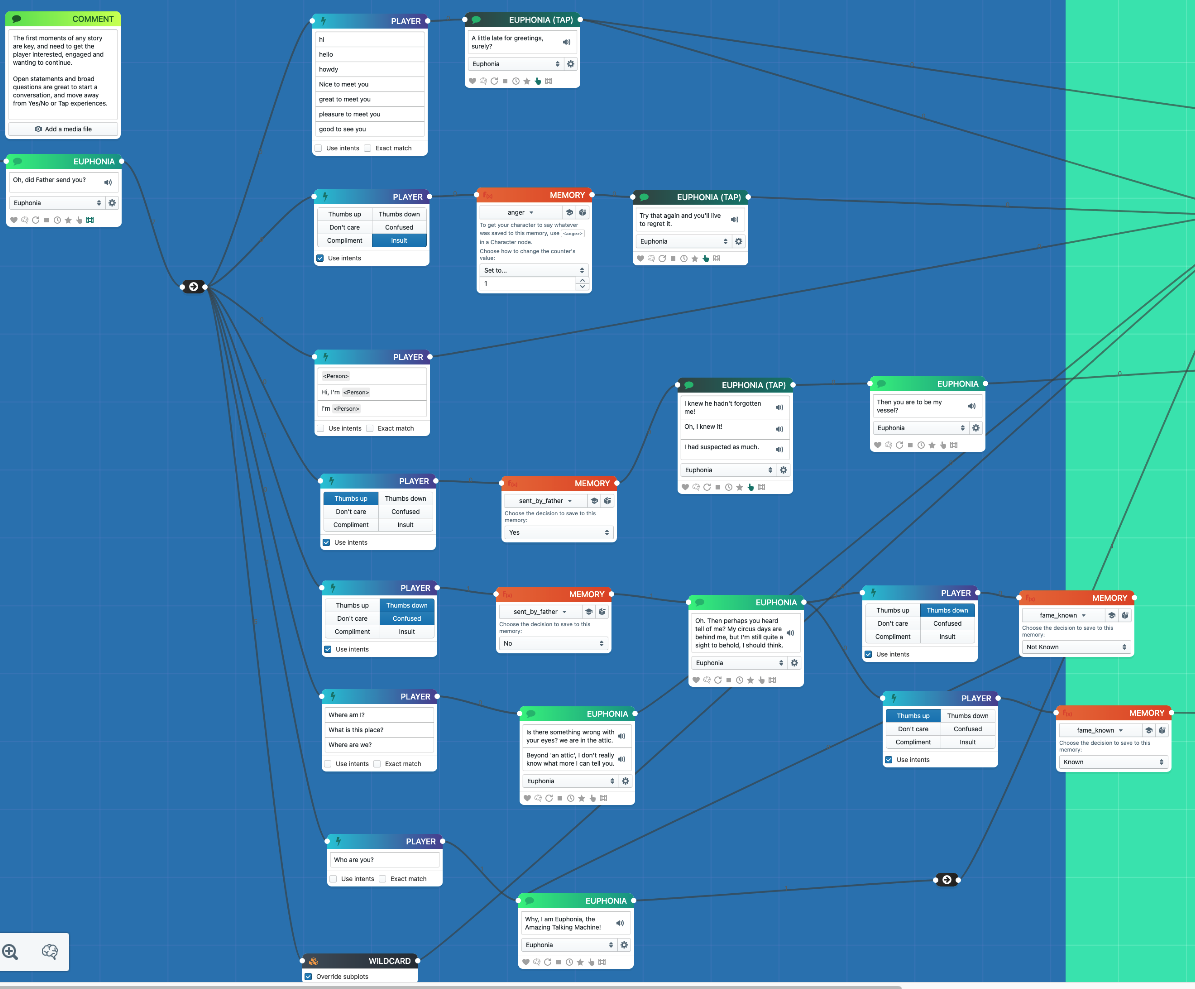 COMMENT
The first moments of any story
are key, and need to get the
player interested, engaged and
wanting to continue.
Open statements and broad
questions are great to start a
conversation, and move away
from Yes/No or Tap experiences.
Add a media file
EUPHONIA
Oh, did Father send you?
Euphonia
PLAYER
hi
hello
howdy
Nice to meet you
great to meet you
pleasure to meet you
good to see you
Use intents Exact match
EUPHONIA (TAP)
A little late for greetings,
surely?
Euphonia
PLAYER
Thumbs up Thumbs down
Don't care Confused
Compliment Insult
Use intents
MEMORY
anger
To get your character to say whatever
was saved to this memory, use <anger>
in a Character node.
Choose how to change the counter's
value:
Set to...
1
EUPHONIA (TAP)
Try that again and you'll live
to regret it.
Euphonia
PLAYER
<Person>
Hi, I'm <Person>
I'm <Person>
Use intents Exact match
PLAYER
Thumbs up Thumbs down
Don't care Confused
Compliment Insult
Use intents
MEMORY
sent_by_father
Choose the decision to save to this
memory:
Yes
EUPHONIA (TAP)
I knew he hadn't forgotten
me!
Oh, I knew it!
I had suspected as much.
Euphonia
EUPHONIA
Then you are to be my
vessel?
Euphonia
PLAYER
Thumbs up Thumbs down
Don't care Confused
Compliment Insult
Use intents
MEMORY
sent_by_father
Choose the decision to save to this
memory:
No
EUPHONIA
Oh. Then perhaps you heard
tell of me? My circus days are
behind me, but I'm still quite a
sight to behold, I should think.
Euphonia
PLAYER
Thumbs up Thumbs down
Don't care Confused
Compliment Insult
Use intents
MEMORY
fame_known
Choose the decision to save to this
memory:
Not Known
PLAYER
Where am I?
What is this place?
Where are we?
Use intents Exact match
EUPHONIA
Is there something wrong with
your eyes? we are in the attic.
Beyond 'an attic', I don't really
know what more I can tell you.
Euphonia
PLAYER
Thumbs up Thumbs down
Don't care Confused
Compliment Insult
Use intents
MEMORY
fame_known
Choose the decision to save to this
memory:
Known
PLAYER
Who are you?
Use intents Exact match
EUPHONIA
Why, I am Euphonia, the
Amazing Talking Machine!
Euphonia
WILDCARD
Override subplots